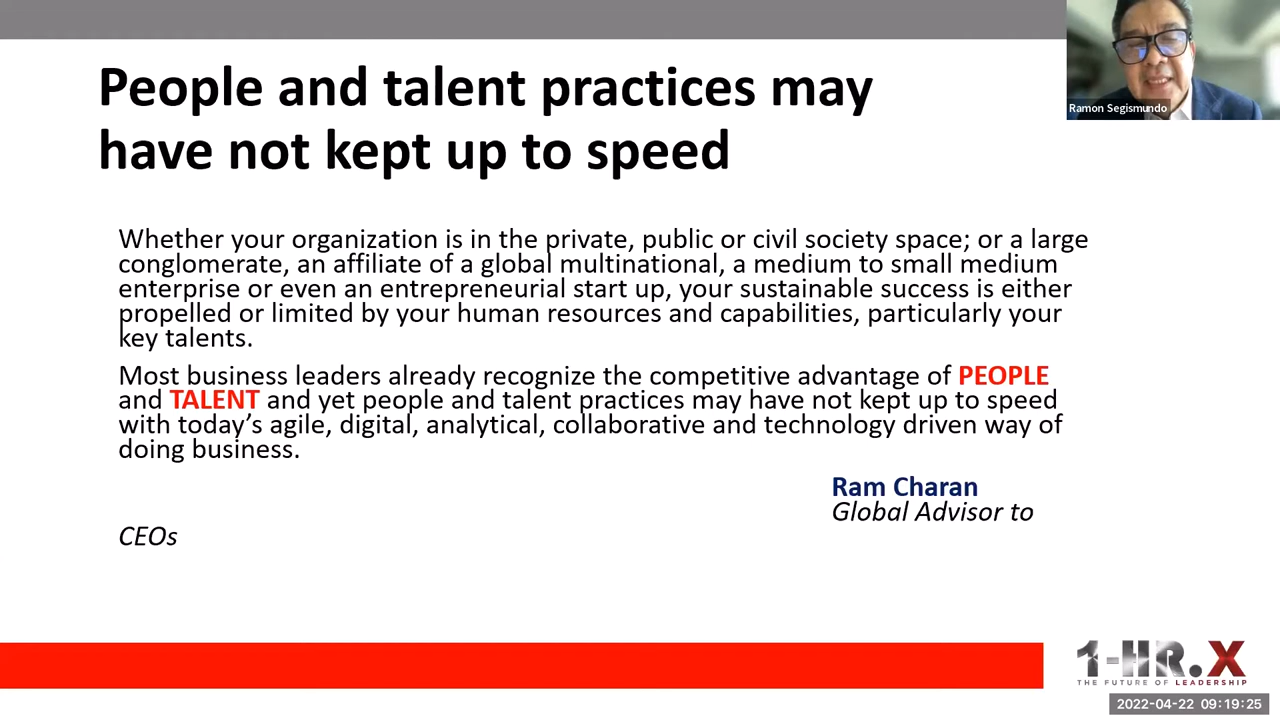 People and talent practices may
have not kept up to speed
Ramon Segismundo
Whether your organization is in the private, public or civil society space; or a large
conglomerate, an affiliate of a global multinational, a medium to small medium
enterprise or even an entrepreneurial start up, your sustainable success is either
propelled or limited by your human resources and capabilities, particularly your
key talents.
Most business leaders already recognize the competitive advantage of PEOPLE
and TALENT and yet people and talent practices may have not kept up to speed
with today’s agile, digital, analytical, collaborative and technology driven way of
doing business.
Ram Charan
Global Advisor to
CEOs
1-HR.X
THE FUTURE OF LEADERSHIP
2022-04-22 09:19:25